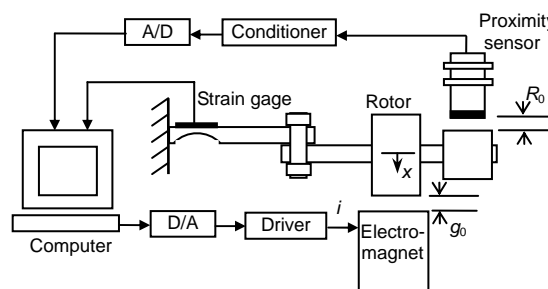 A/D
Conditioner
Proximity
sensor
Strain gage
Rotor
R0
x
Computer
D/A
Driver
i
Electro-
magnet
g0